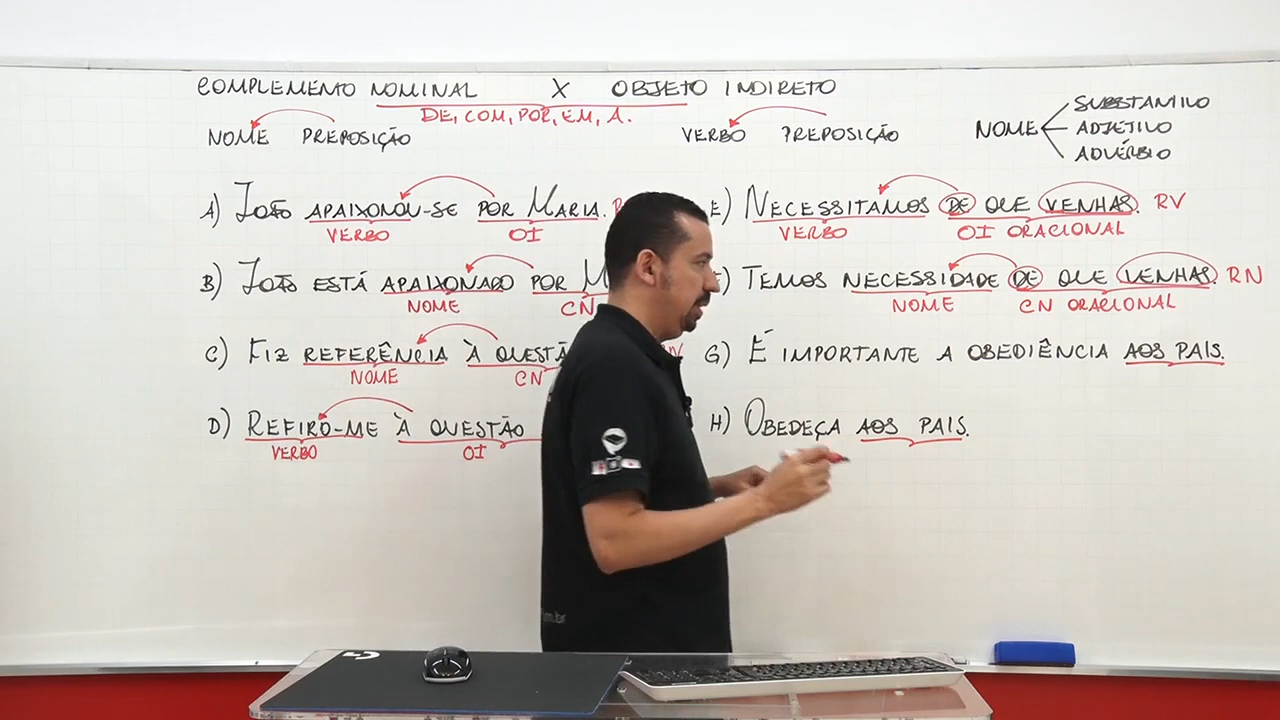 COMPLEMENTO NOMINAL X OBJETO INDIRETO
DE, COM, POR, EM, A.
NOME PREPOSIÇÃO
VERBO PREPOSIÇÃO
NOME
SUBSTANTIVO
ADJETIVO
ADVÉRBIO
A) JOÃO APAIXONOU-SE POR MARIA.
VERBO OI
B) JOÃO ESTÁ APAIXONADO POR M
NOME CN
C) FIZ REFERÊNCIA À QUESTÃ
NOME CN
D) REFIRO-ME À QUESTÃO
VERBO OI
E) NECESSITAMOS DE QUE VENHAS. RV
VERBO OI ORACIONAL
) TEMOS NECESSIDADE DE QUE VENHAS. RN
NOME CN ORACIONAL
G) É IMPORTANTE A OBEDIÊNCIA AOS PAIS.
H) OBEDEÇA AOS PAIS.